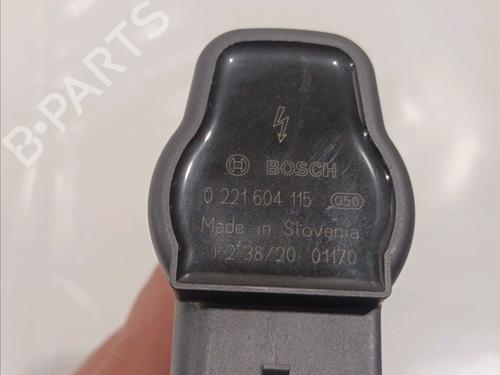 B-PARTS
BOSCH
0 221 604 115 050
Made in Slovenia
1 2 38/20 01170